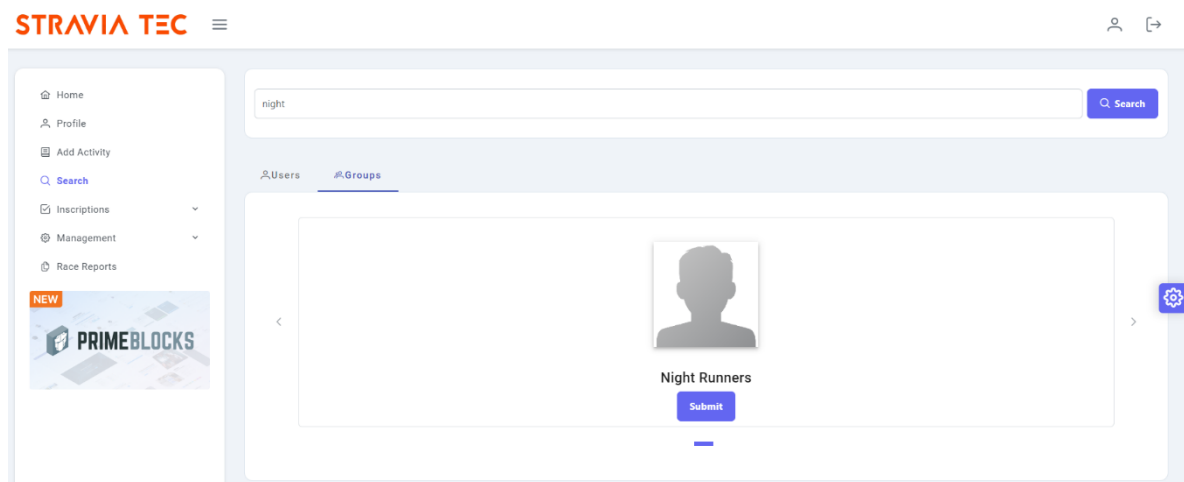 STRAVIA TEC
Home
Profile
Add Activity
Search
Inscriptions
Management
Race Reports
NEW
PRIMEBLOCKS
night
Search
Users Groups
Night Runners
Submit